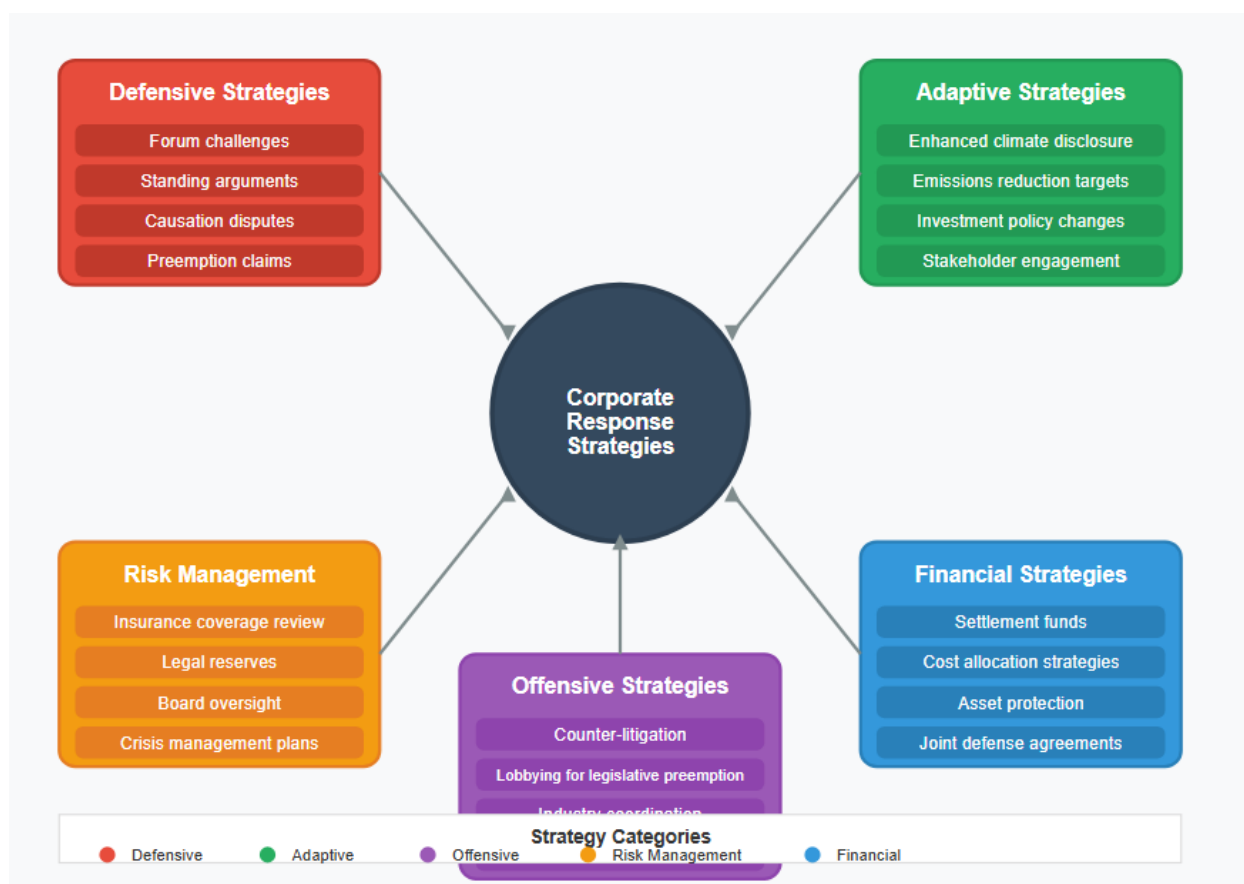 Defensive Strategies
Forum challenges
Standing arguments
Causation disputes
Preemption claims
Adaptive Strategies
Enhanced climate disclosure
Emissions reduction targets
Investment policy changes
Stakeholder engagement
Corporate
Response
Strategies
Risk Management
Insurance coverage review
Legal reserves
Board oversight
Crisis management plans
Offensive Strategies
Counter-litigation
Lobbying for legislative preemption
Industry coordination
Financial Strategies
Settlement funds
Cost allocation strategies
Asset protection
Joint defense agreements
Strategy Categories
Defensive
Adaptive
Offensive
Risk Management
Financial